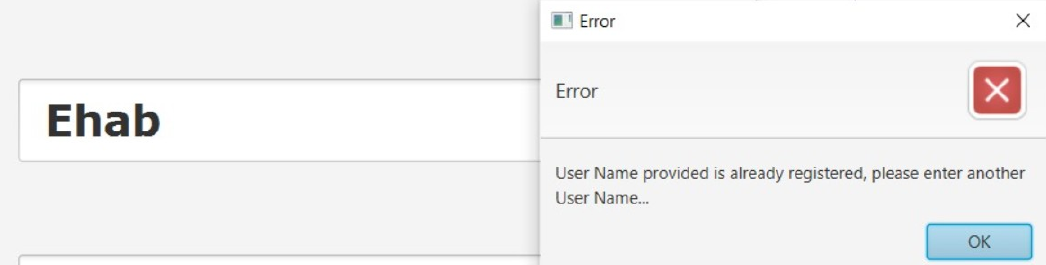 Ehab
Error
Error
User Name provided is already registered, please enter another
User Name...
OK